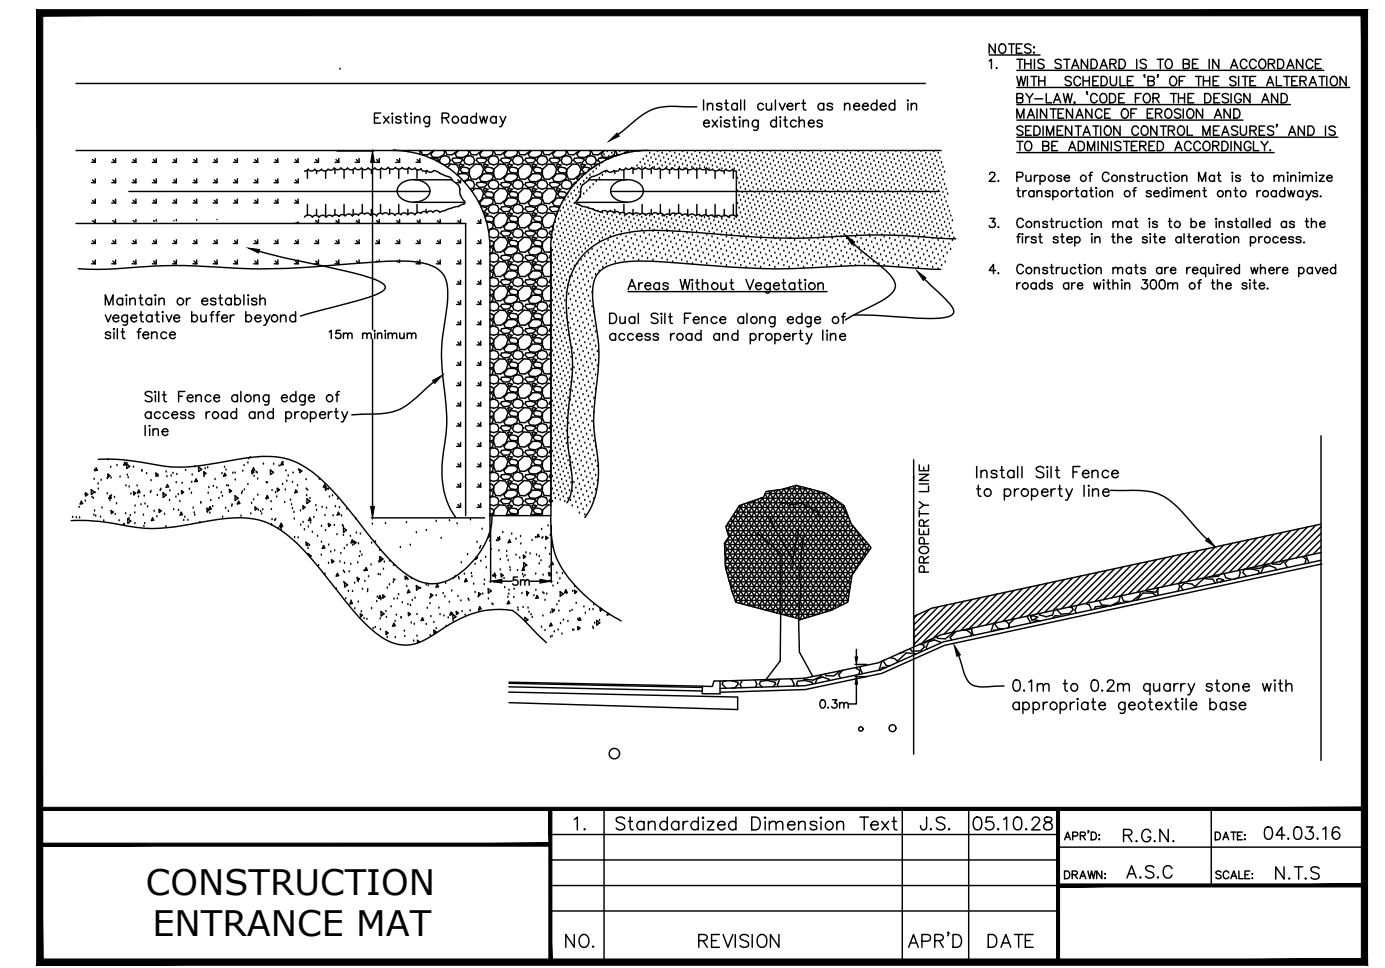 NOTES:
1. THIS STANDARD IS TO BE IN ACCORDANCE
WITH SCHEDULE 'B' OF THE SITE ALTERATION
BY-LAW, 'CODE FOR THE DESIGN AND
MAINTENANCE OF EROSION AND
SEDIMENTATION CONTROL MEASURES' AND IS
TO BE ADMINISTERED ACCORDINGLY.
2. Purpose of Construction Mat is to minimize
transportation of sediment onto roadways.
3. Construction mat is to be installed as the
first step in the site alteration process.
4. Construction mats are required where paved
roads are within 300m of the site.
Existing Roadway
Install culvert as needed in
existing ditches
Areas Without Vegetation
Dual Silt Fence along edge of
access road and property line
Maintain or establish
vegetative buffer beyond
silt fence
15m minimum
Silt Fence along edge of
access road and property
line
5m
PROPERTY LINE
Install Silt Fence
to property line
0.3m
0.1m to 0.2m quarry stone with
appropriate geotextile base
CONSTRUCTION
ENTRANCE MAT
1. Standardized Dimension Text J.S. 05.10.28
NO. REVISION APR'D DATE
APR'D: R.G.N. DATE: 04.03.16
DRAWN: A.S.C SCALE: N.T.S